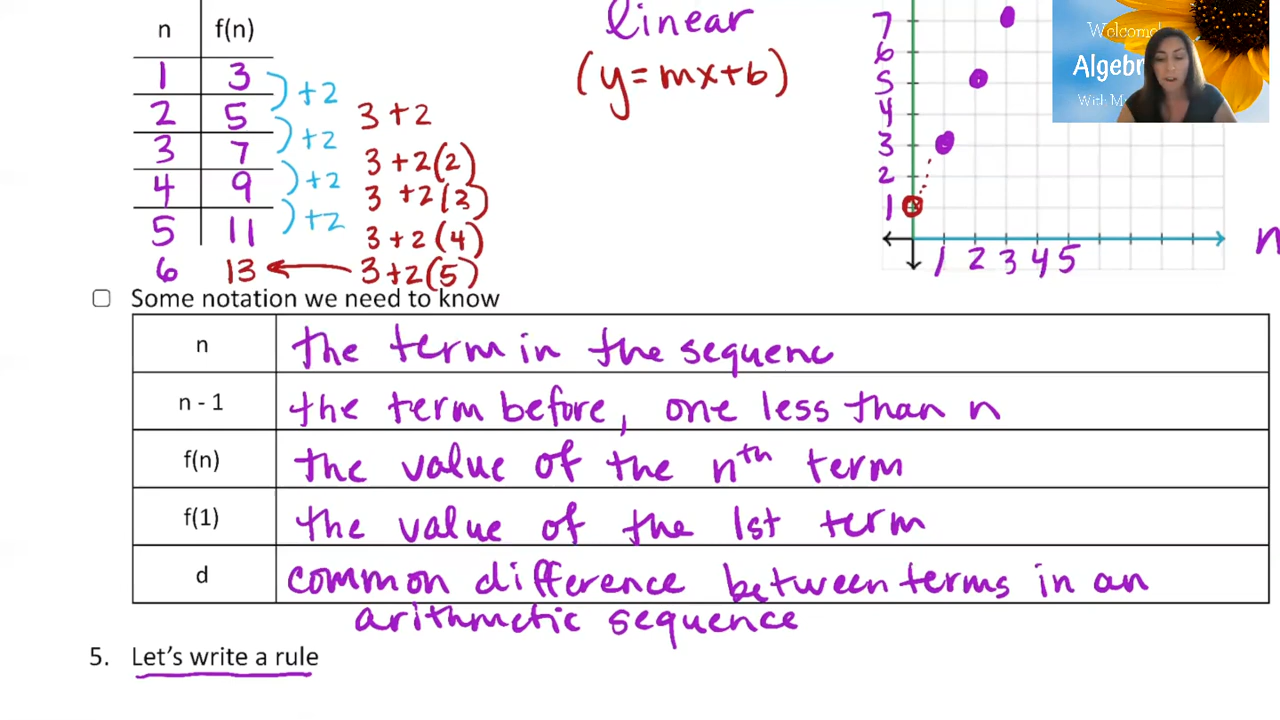 n f(n)
1 3
2 5
3 7
4 9
5 11
6 13
+2
+2
+2
+2
3+2
3+2(2)
3+2(3)
3+2(4)
3+2(5)
linear
(y=mx+b)
7
6
5
4
3
2
1
1 2 3 4 5
n
Welcome!
Algeb
With M
Some notation we need to know
n the term in the sequenc
n - 1 the term before, one less than n
f(n) the value of the nth term
f(1) the value of the 1st term
d common difference between terms in an
arithmetic sequence
5. Let's write a rule